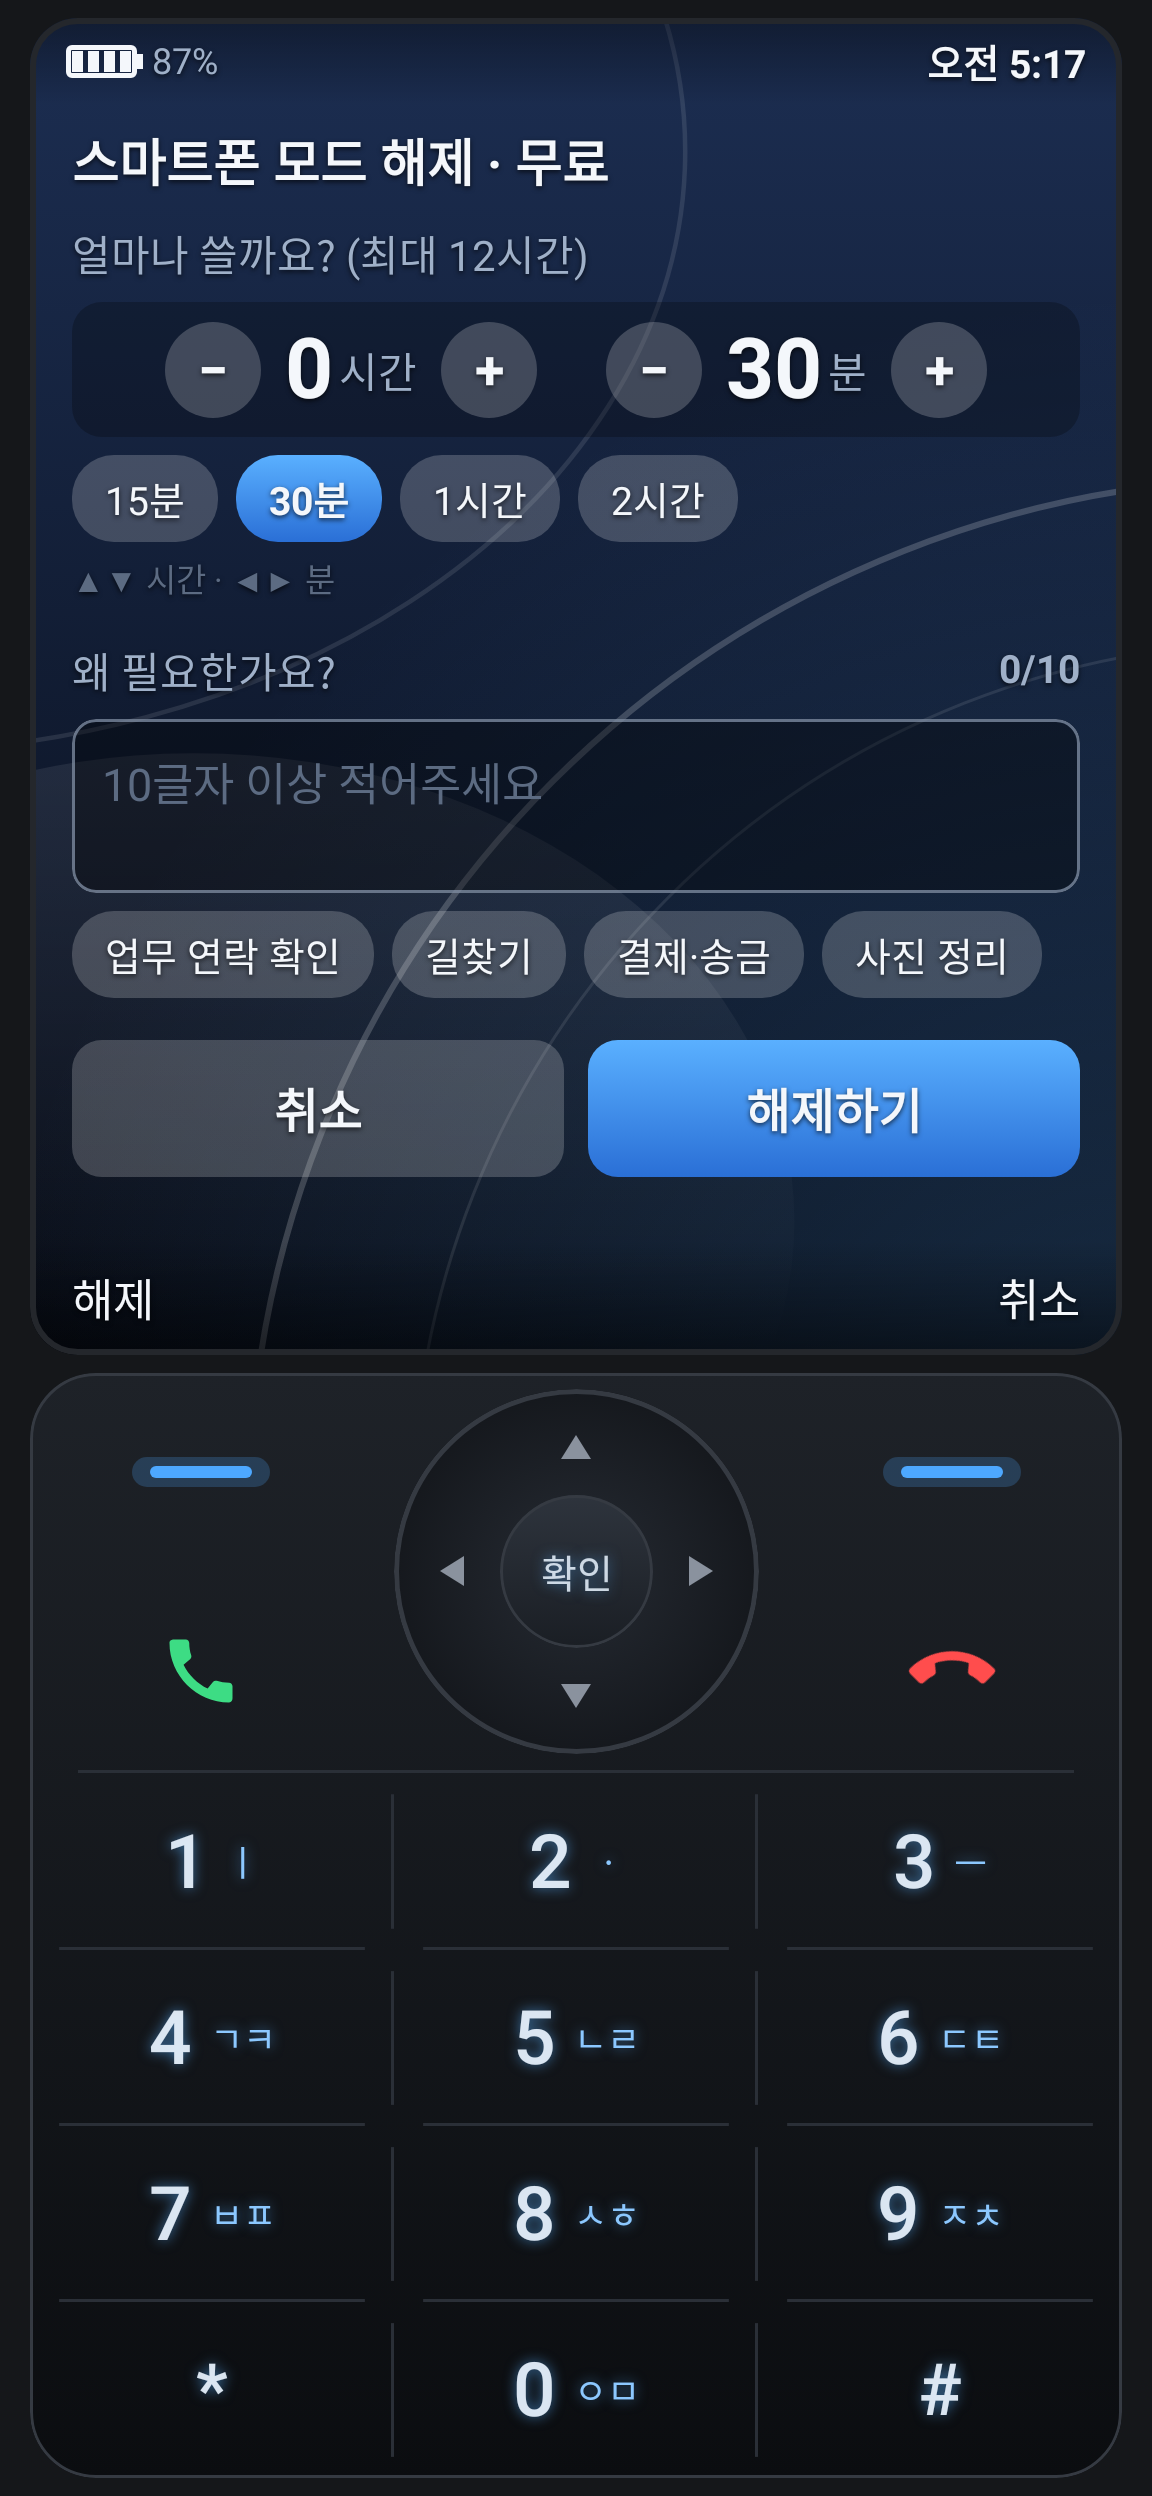 87%
오전 5:17
스마트폰 모드 해제 · 무료
얼마나 쓸까요? (최대 12시간)
− 0시간 + − 30분 +
15분 30분 1시간 2시간
▲▼ 시간 · ◀▶ 분
왜 필요한가요? 0/10
10글자 이상 적어주세요
업무 연락 확인 길찾기 결제·송금 사진 정리
취소 해제하기
해제 취소
확인
1 ㅣ 2 · 3 ㅡ
4 ㄱㅋ 5 ㄴㄹ 6 ㄷㅌ
7 ㅂㅍ 8 ㅅㅎ 9 ㅈㅊ
* 0 ㅇㅁ #